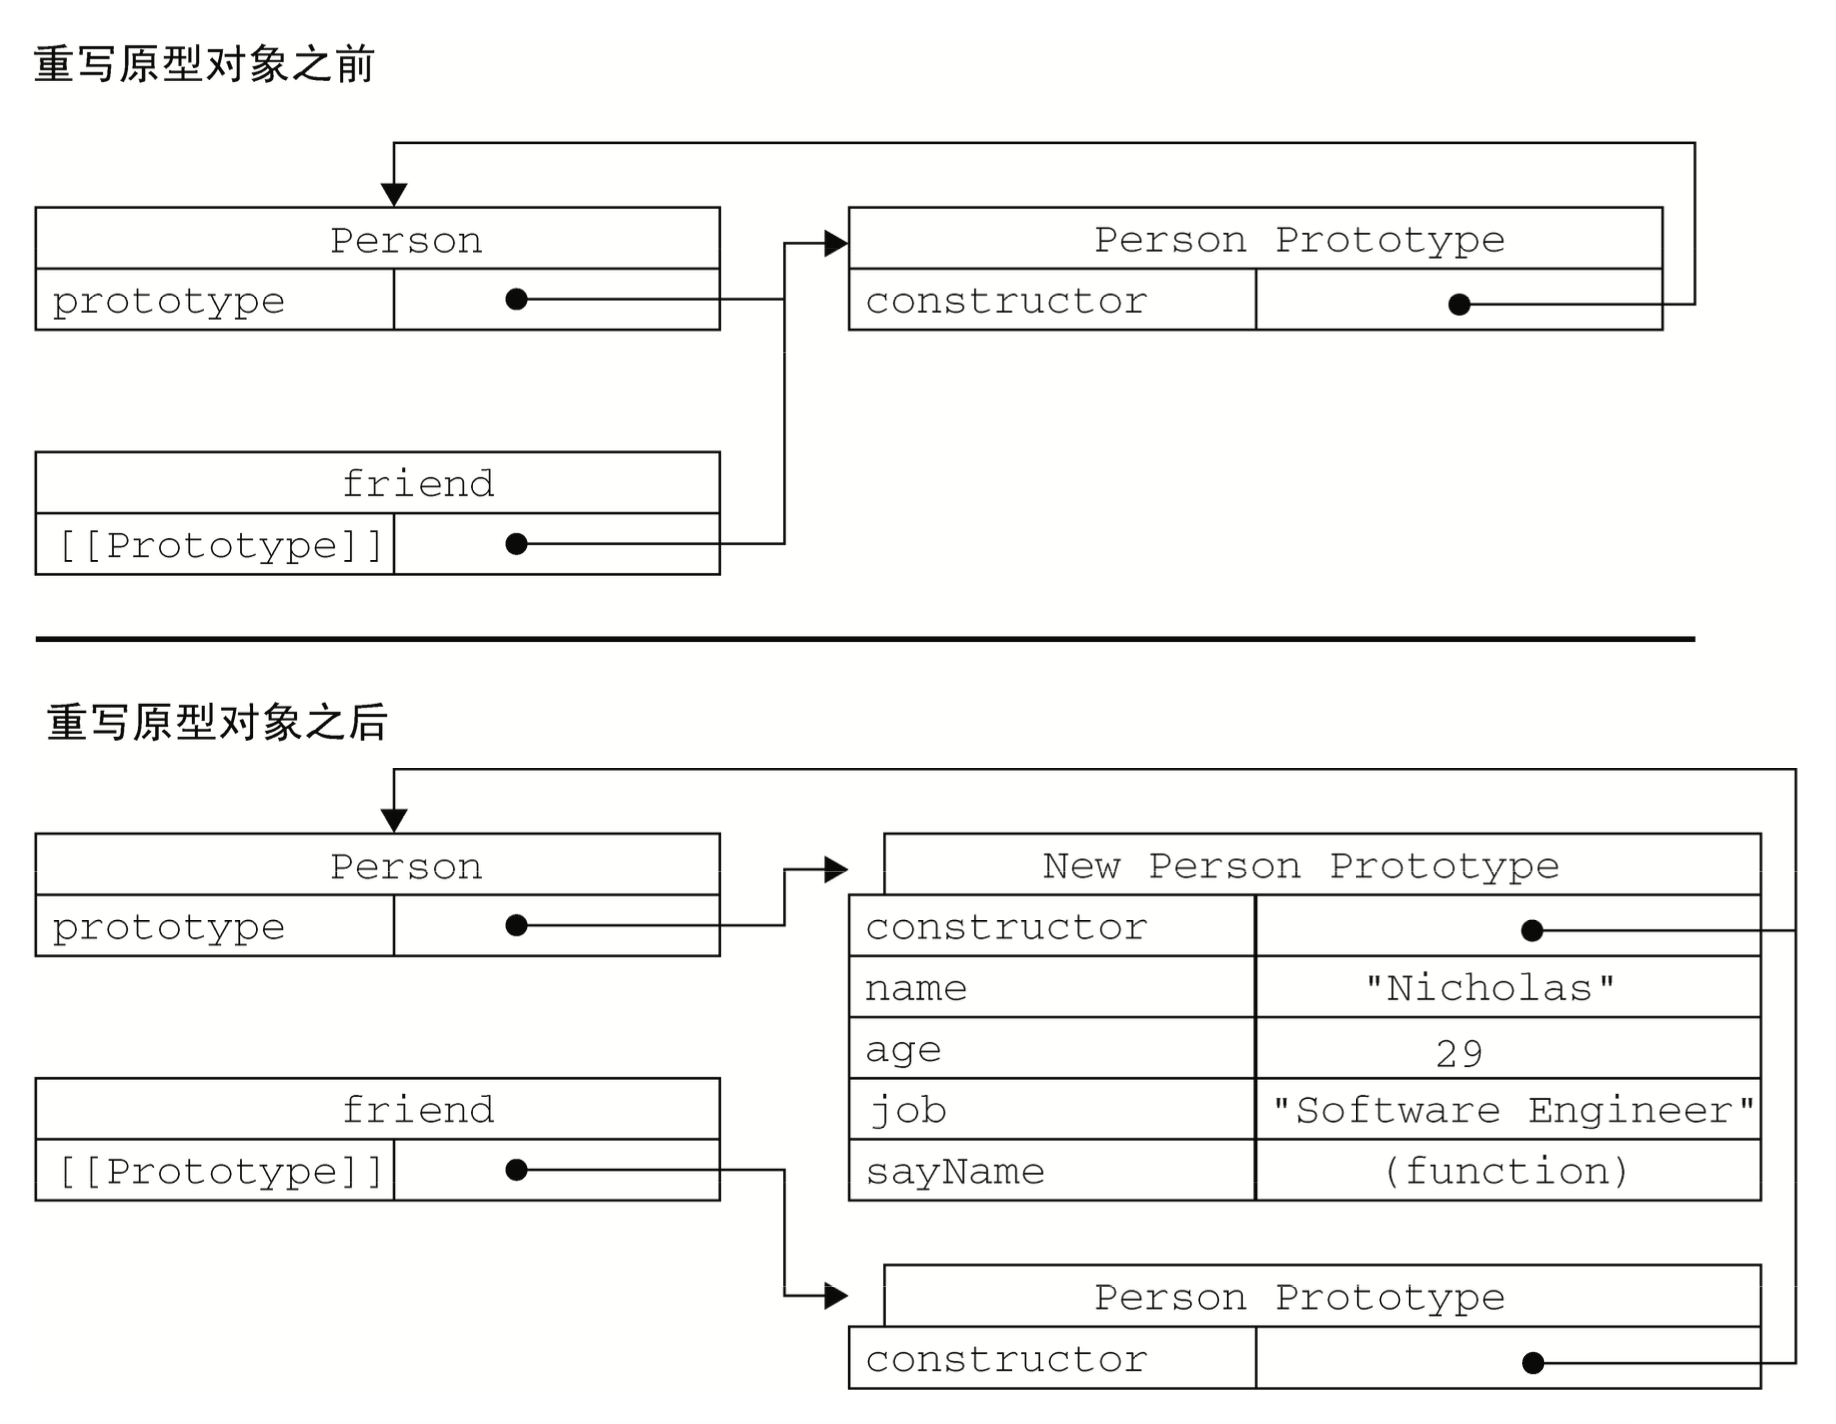 重写原型对象之前
Person
prototype
Person Prototype
constructor
friend
[[Prototype]]
重写原型对象之后
Person
prototype
New Person Prototype
constructor
name "Nicholas"
age 29
job "Software Engineer"
sayName (function)
friend
[[Prototype]]
Person Prototype
constructor